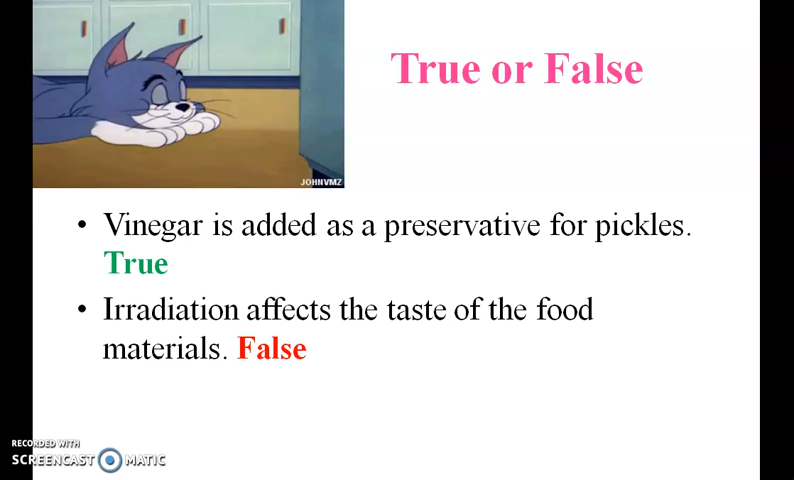 True or False
JOHNVMZ
• Vinegar is added as a preservative for pickles.
True
• Irradiation affects the taste of the food
materials. False
RECORDED WITH
SCREENCAST MATIC